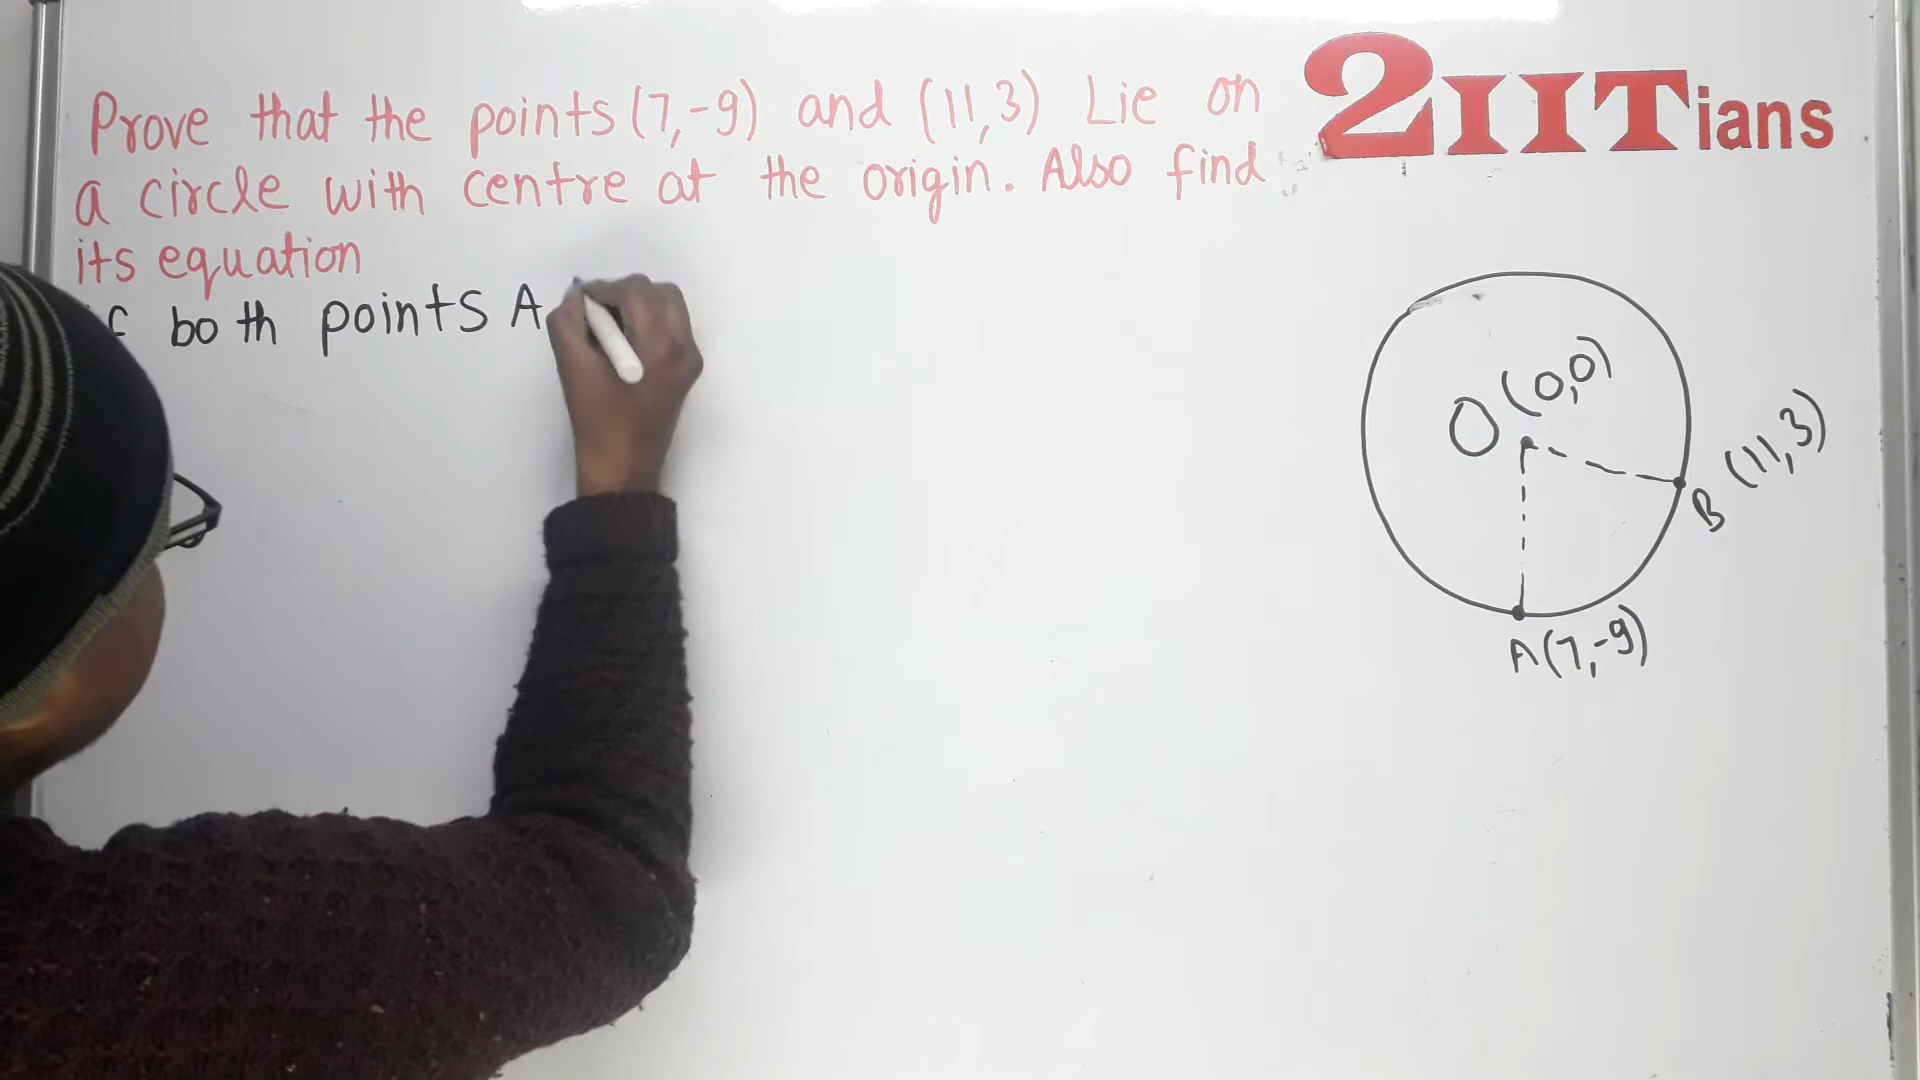 Prove that the points (7,-9) and (11,3) Lie on
a circle with centre at the origin. Also find
its equation
both points A
2IITians
O (0,0)
B (11,3)
A(7,-9)